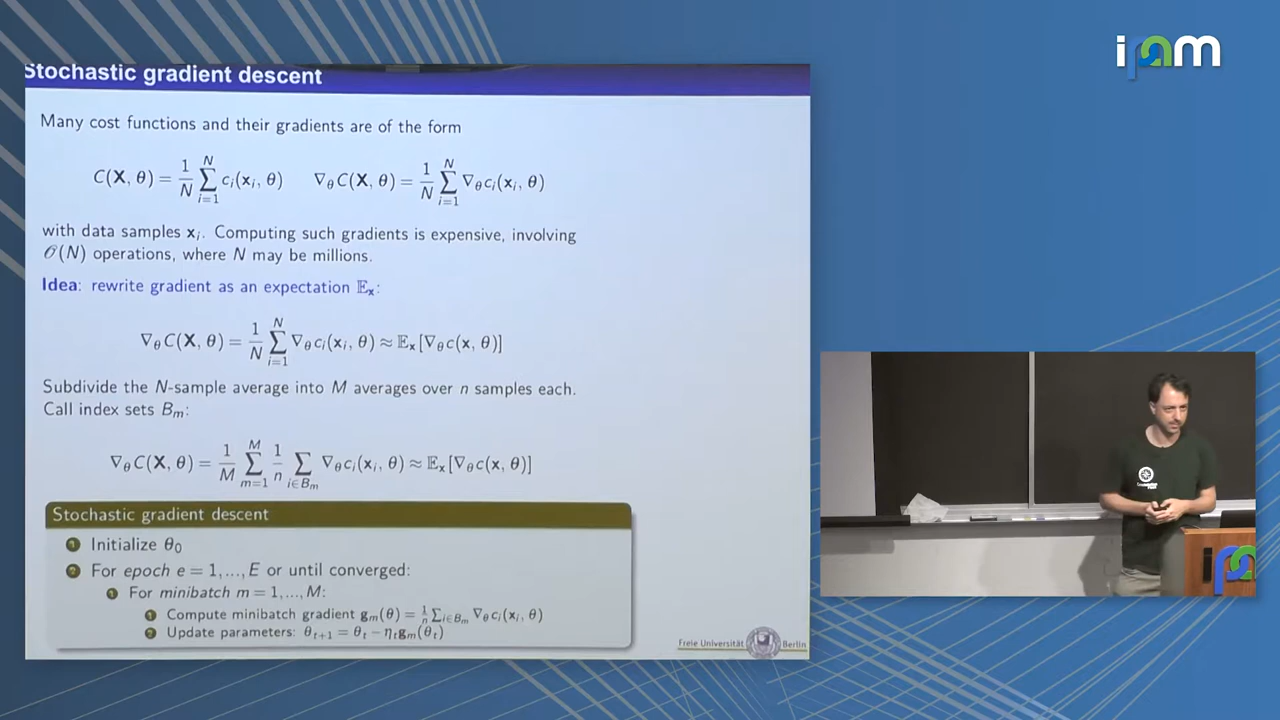 ipam
Stochastic gradient descent
Many cost functions and their gradients are of the form
C(X, θ) = 1/N ∑_{i=1}^{N} c_i(x_i, θ)    ∇_θ C(X, θ) = 1/N ∑_{i=1}^{N} ∇_θ c_i(x_i, θ)
with data samples x_i. Computing such gradients is expensive, involving
𝒪(N) operations, where N may be millions.
Idea: rewrite gradient as an expectation 𝔼_x:
∇_θ C(X, θ) = 1/N ∑_{i=1}^{N} ∇_θ c_i(x_i, θ) ≈ 𝔼_x[∇_θ c(x, θ)]
Subdivide the N-sample average into M averages over n samples each.
Call index sets B_m:
∇_θ C(X, θ) = 1/M ∑_{m=1}^{M} 1/n ∑_{i∈B_m} ∇_θ c_i(x_i, θ) ≈ 𝔼_x[∇_θ c(x, θ)]
Stochastic gradient descent
1 Initialize θ_0
2 For epoch e = 1, ..., E or until converged:
1 For minibatch m = 1, ..., M:
1 Compute minibatch gradient g_m(θ) = 1/n ∑_{i∈B_m} ∇_θ c_i(x_i, θ)
2 Update parameters: θ_{t+1} = θ_t − η_t g_m(θ_t)
Freie Universität Berlin